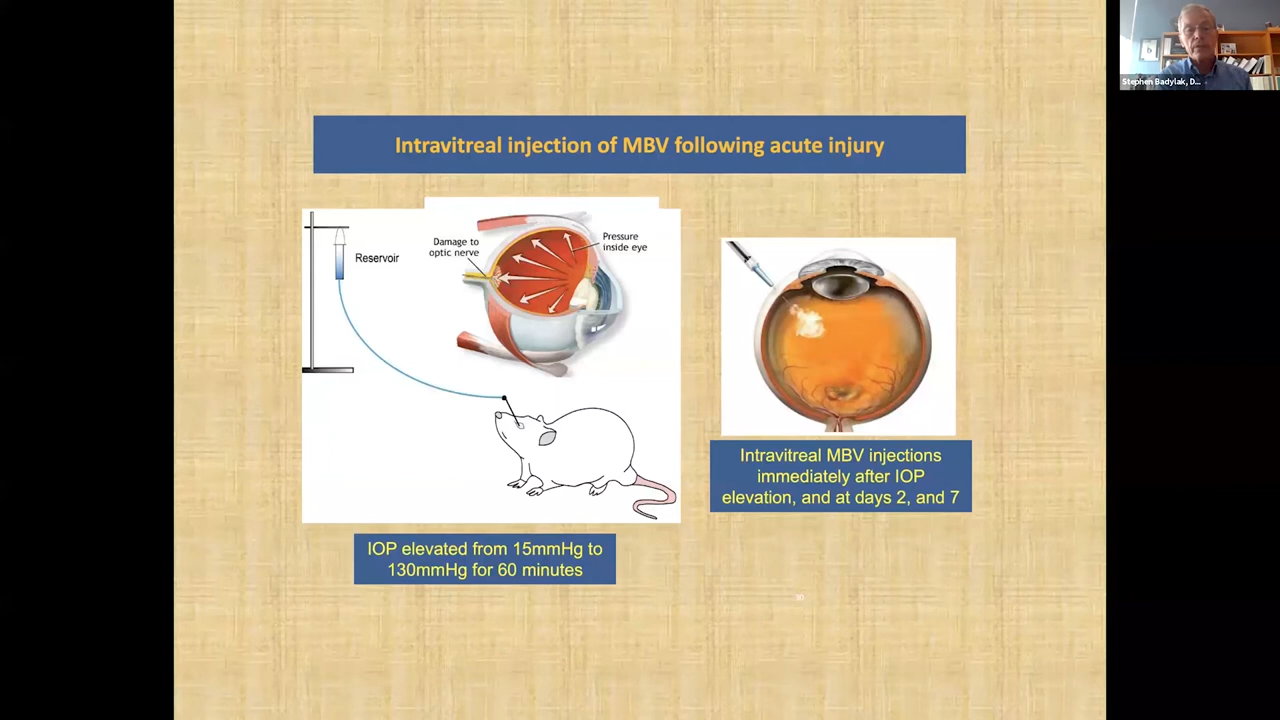 Stephen Badylak, D...
Intravitreal injection of MBV following acute injury
Reservoir
Damage to
optic nerve
Pressure
inside eye
Intravitreal MBV injections
immediately after IOP
elevation, and at days 2, and 7
IOP elevated from 15mmHg to
130mmHg for 60 minutes